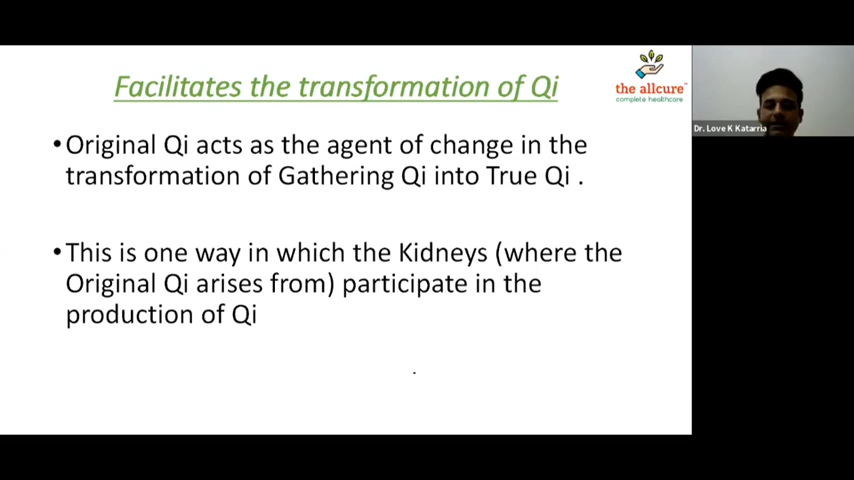 Facilitates the transformation of Qi
the allcure™
complete healthcare
Dr. Love K Katarria
•Original Qi acts as the agent of change in the
transformation of Gathering Qi into True Qi .
•This is one way in which the Kidneys (where the
Original Qi arises from) participate in the
production of Qi